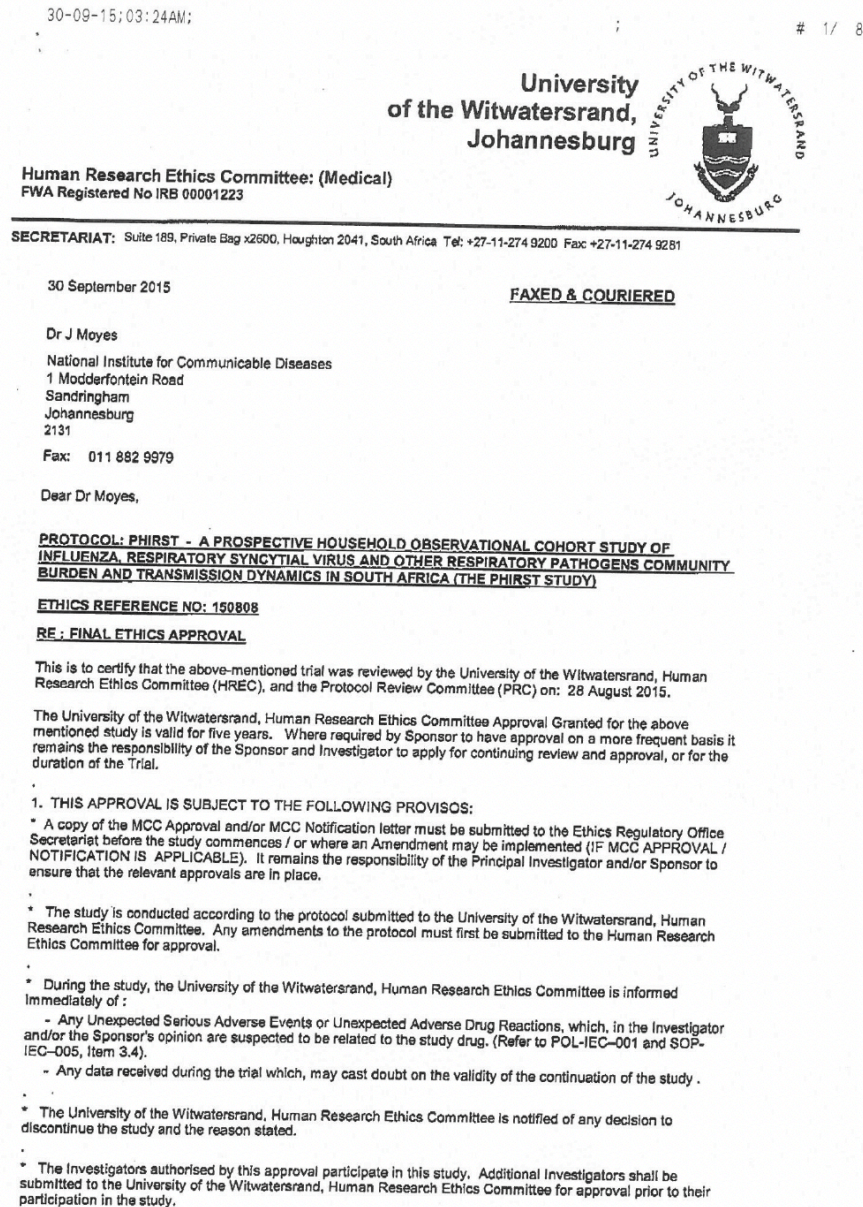 30-09-15;03:24AM;
;
# 1/ 8
University
of the Witwatersrand,
Johannesburg
UNIVERSITY OF THE WITWATERSRAND
JOHANNESBURG
Human Research Ethics Committee: (Medical)
FWA Registered No IRB 00001223
SECRETARIAT: Suite 189, Private Bag x2600, Houghton 2041, South Africa Tel: +27-11-274 9200 Fax: +27-11-274 9281
30 September 2015
FAXED & COURIERED
Dr J Moyes
National Institute for Communicable Diseases
1 Modderfontein Road
Sandringham
Johannesburg
2131
Fax: 011 882 9979
Dear Dr Moyes,
PROTOCOL: PHIRST - A PROSPECTIVE HOUSEHOLD OBSERVATIONAL COHORT STUDY OF
INFLUENZA, RESPIRATORY SYNCYTIAL VIRUS AND OTHER RESPIRATORY PATHOGENS COMMUNITY
BURDEN AND TRANSMISSION DYNAMICS IN SOUTH AFRICA (THE PHIRST STUDY)
ETHICS REFERENCE NO: 150808
RE : FINAL ETHICS APPROVAL
This is to certify that the above-mentioned trial was reviewed by the University of the Witwatersrand, Human
Research Ethics Committee (HREC), and the Protocol Review Committee (PRC) on: 28 August 2015.
The University of the Witwatersrand, Human Research Ethics Committee Approval Granted for the above
mentioned study is valid for five years. Where required by Sponsor to have approval on a more frequent basis it
remains the responsibility of the Sponsor and Investigator to apply for continuing review and approval, or for the
duration of the Trial.
1. THIS APPROVAL IS SUBJECT TO THE FOLLOWING PROVISOS:
* A copy of the MCC Approval and/or MCC Notification letter must be submitted to the Ethics Regulatory Office
Secretariat before the study commences / or where an Amendment may be implemented (IF MCC APPROVAL /
NOTIFICATION IS APPLICABLE). It remains the responsibility of the Principal Investigator and/or Sponsor to
ensure that the relevant approvals are in place.
* The study is conducted according to the protocol submitted to the University of the Witwatersrand, Human
Research Ethics Committee. Any amendments to the protocol must first be submitted to the Human Research
Ethics Committee for approval.
* During the study, the University of the Witwatersrand, Human Research Ethics Committee is informed
immediately of :
- Any Unexpected Serious Adverse Events or Unexpected Adverse Drug Reactions, which, in the Investigator
and/or the Sponsor's opinion are suspected to be related to the study drug. (Refer to POL-IEC-001 and SOP-
IEC-005, Item 3.4).
- Any data received during the trial which, may cast doubt on the validity of the continuation of the study .
* The University of the Witwatersrand, Human Research Ethics Committee is notified of any decision to
discontinue the study and the reason stated.
* The Investigators authorised by this approval participate in this study. Additional Investigators shall be
submitted to the University of the Witwatersrand, Human Research Ethics Committee for approval prior to their
participation in the study.